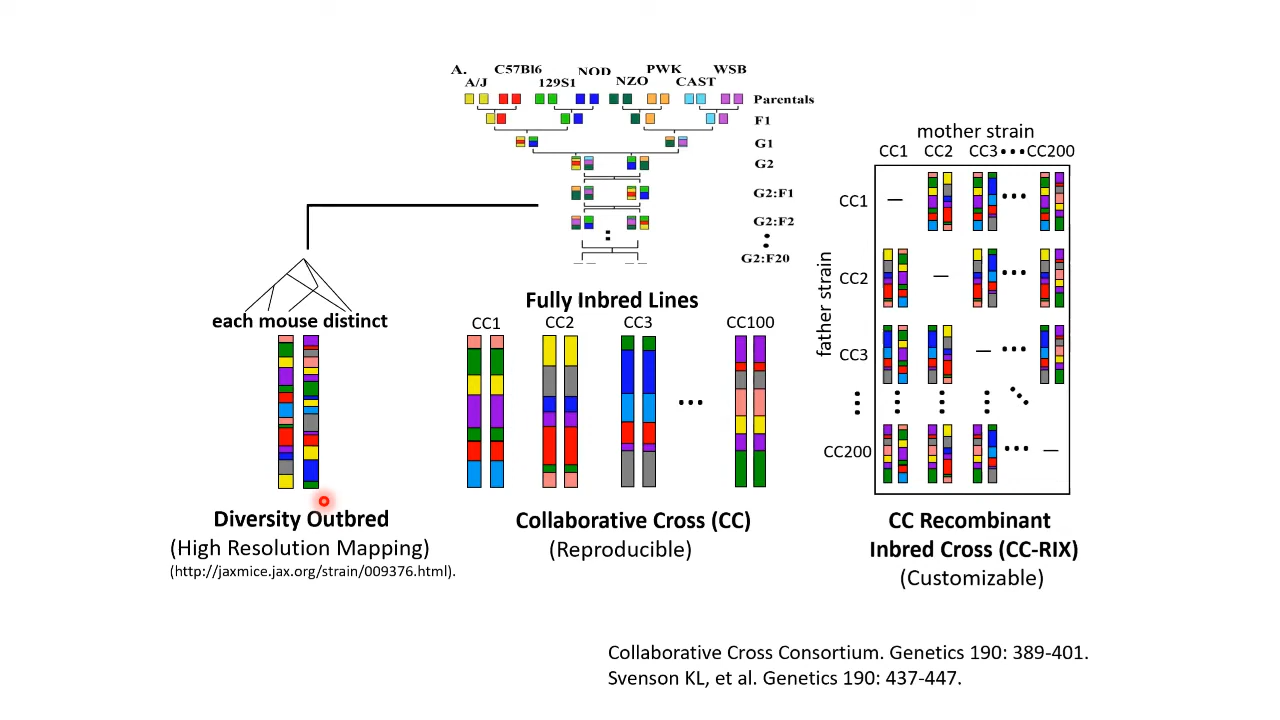 A.
C57Bl6
NOD
PWK
WSB
A/J
129S1
NZO
CAST
Parentals
F1
G1
G2
G2:F1
G2:F2
G2:F20
each mouse distinct
Diversity Outbred
(High Resolution Mapping)
(http://jaxmice.jax.org/strain/009376.html).
Fully Inbred Lines
CC1 CC2 CC3 CC100
•••
Collaborative Cross (CC)
(Reproducible)
mother strain
CC1 CC2 CC3 ••• CC200
father strain
CC1
CC2
CC3
CC200
CC Recombinant
Inbred Cross (CC-RIX)
(Customizable)
Collaborative Cross Consortium. Genetics 190: 389-401.
Svenson KL, et al. Genetics 190: 437-447.